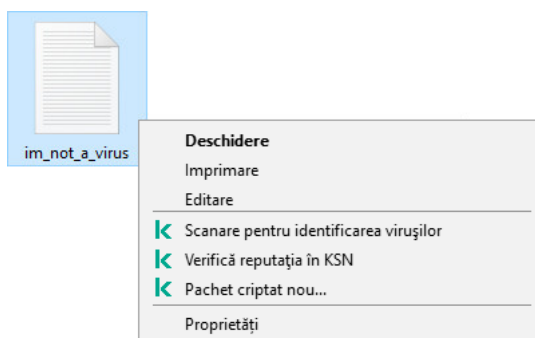 im_not_a_virus
Deschidere
Imprimare
Editare
Scanare pentru identificarea viruşilor
Verifică reputaţia în KSN
Pachet criptat nou...
Proprietăți